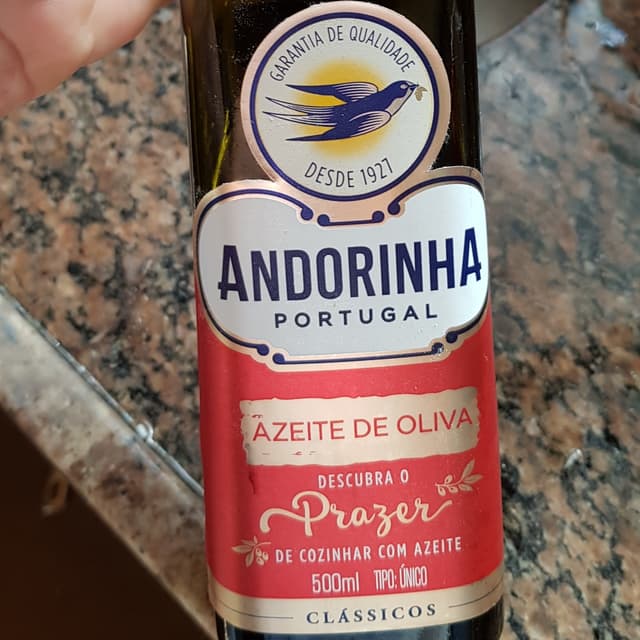 GARANTIA DE QUALIDADE
DESDE 1927
ANDORINHA
PORTUGAL
AZEITE DE OLIVA
DESCUBRA O
Prazer
DE COZINHAR COM AZEITE
500ml TIPO: ÚNICO
CLÁSSICOS